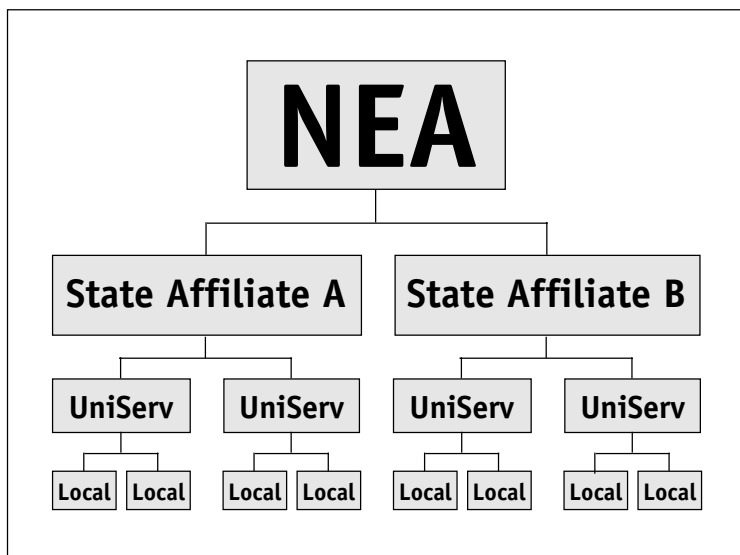 NEA
State Affiliate A State Affiliate B
UniServ UniServ UniServ UniServ
Local Local Local Local Local Local Local Local